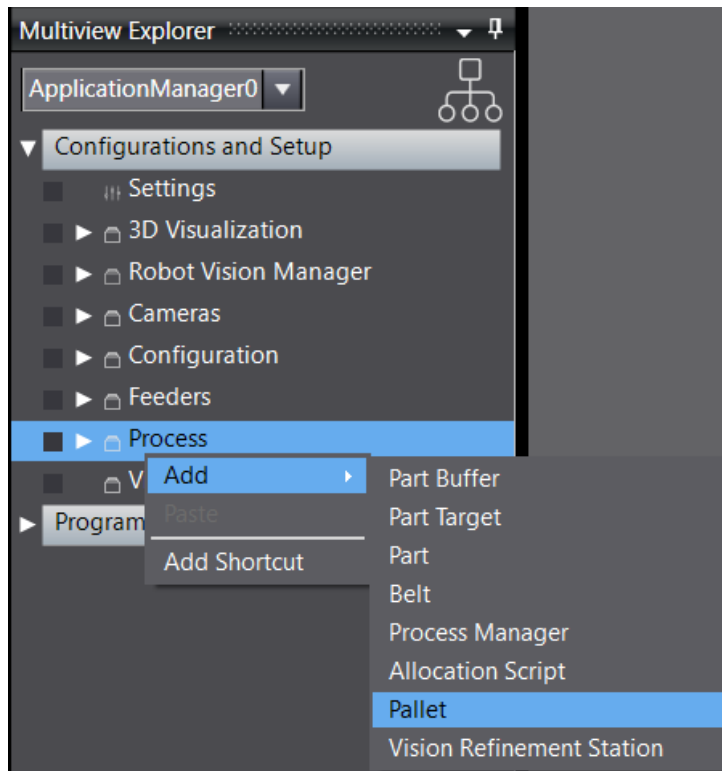 Multiview Explorer
ApplicationManager0
Configurations and Setup
Settings
3D Visualization
Robot Vision Manager
Cameras
Configuration
Feeders
Process
V
Program
Add
Paste
Add Shortcut
Part Buffer
Part Target
Part
Belt
Process Manager
Allocation Script
Pallet
Vision Refinement Station